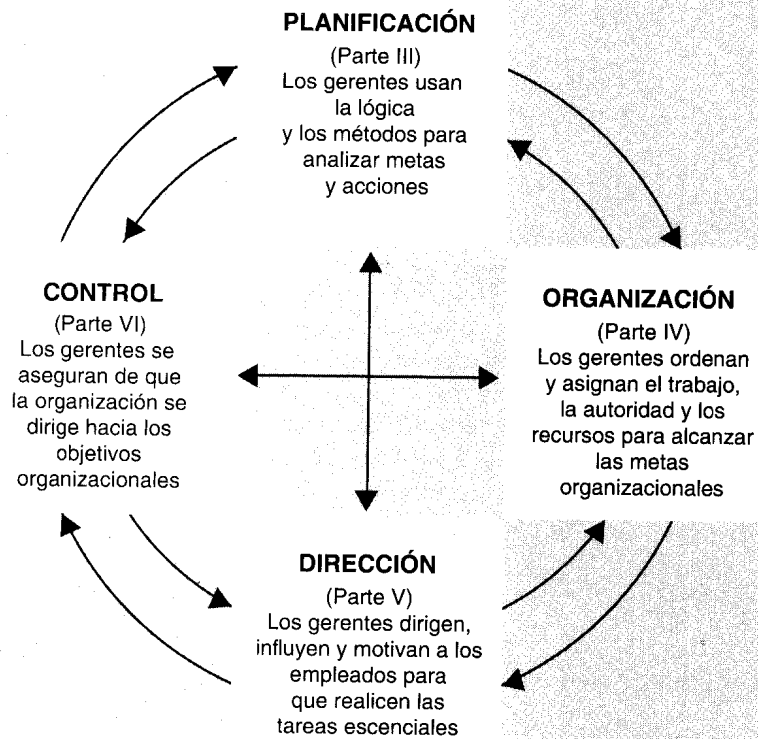 PLANIFICACIÓN
(Parte III)
Los gerentes usan
la lógica
y los métodos para
analizar metas
y acciones
CONTROL
(Parte VI)
Los gerentes se
aseguran de que
la organización se
dirige hacia los
objetivos
organizacionales
ORGANIZACIÓN
(Parte IV)
Los gerentes ordenan
y asignan el trabajo,
la autoridad y los
recursos para alcanzar
las metas
organizacionales
DIRECCIÓN
(Parte V)
Los gerentes dirigen,
influyen y motivan a los
empleados para
que realicen las
tareas escenciales